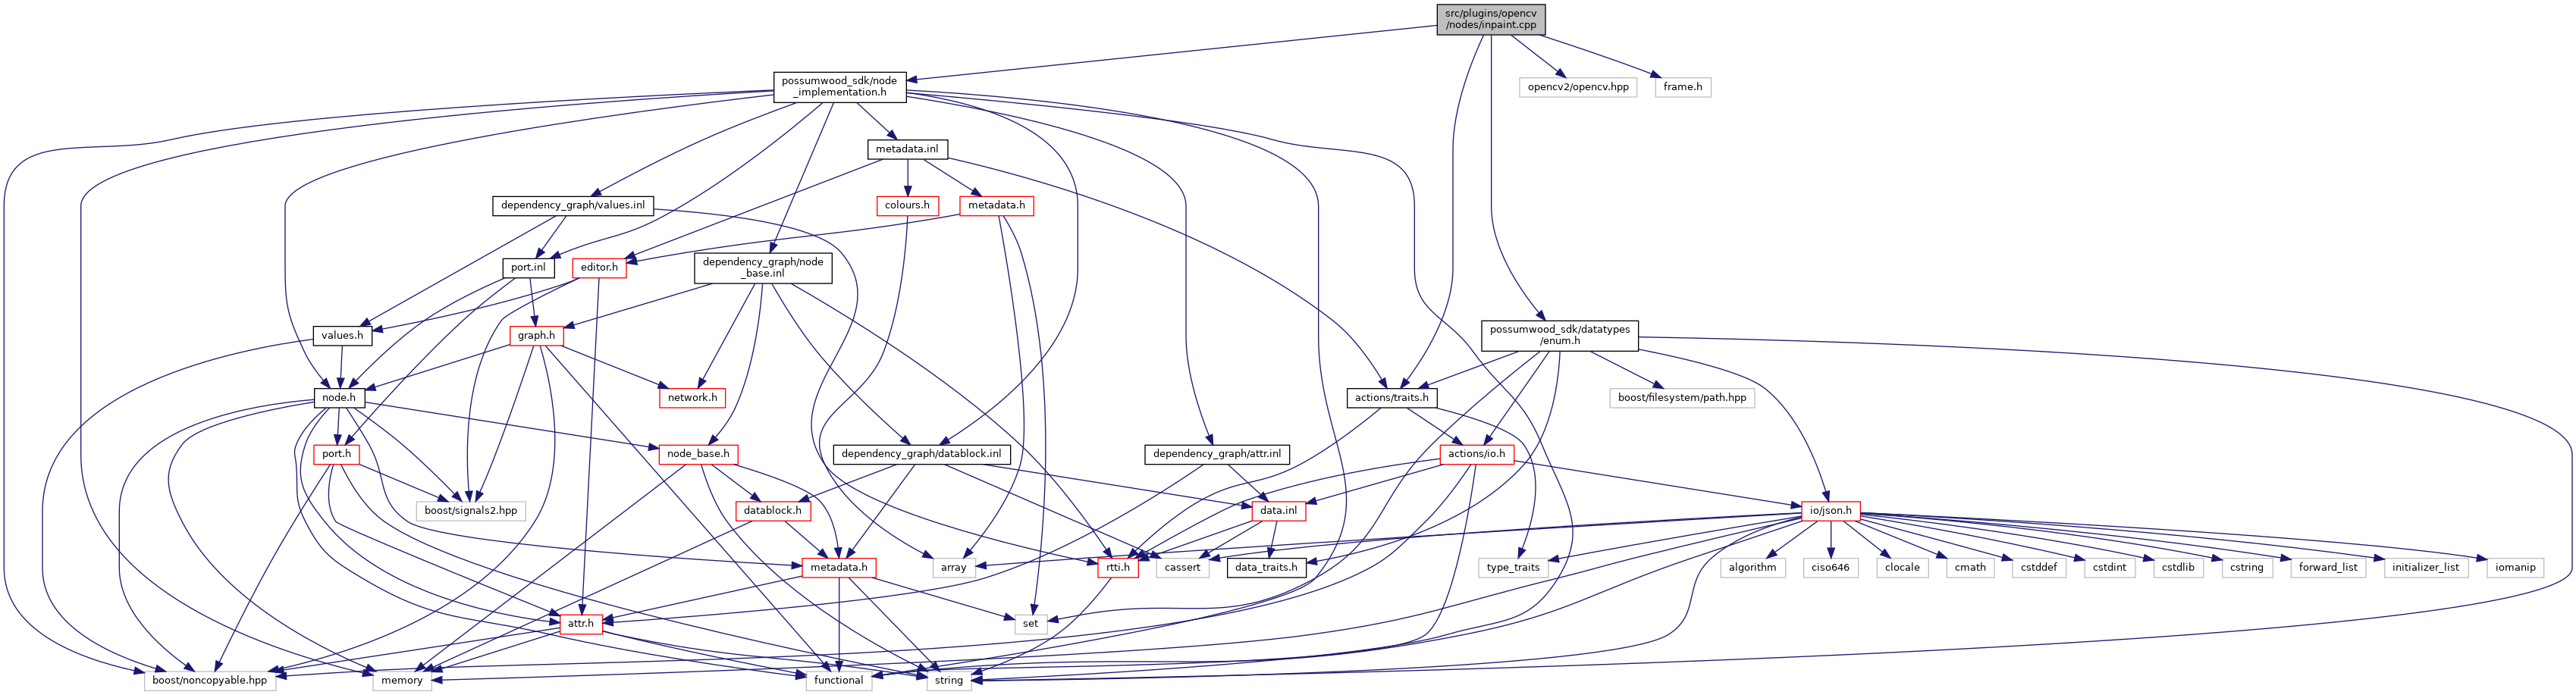 src/plugins/opencv
/nodes/inpaint.cpp
possumwood_sdk/node
_implementation.h
opencv2/opencv.hpp
frame.h
metadata.inl
dependency_graph/values.inl
colours.h
metadata.h
port.inl
editor.h
dependency_graph/node
_base.inl
values.h
graph.h
possumwood_sdk/datatypes
/enum.h
node.h
network.h
actions/traits.h
boost/filesystem/path.hpp
port.h
node_base.h
dependency_graph/datablock.inl
dependency_graph/attr.inl
actions/io.h
boost/signals2.hpp
datablock.h
data.inl
io/json.h
metadata.h
array
rtti.h
cassert
data_traits.h
type_traits
algorithm
ciso646
clocale
cmath
cstddef
cstdint
cstdlib
cstring
forward_list
initializer_list
iomanip
attr.h
set
boost/noncopyable.hpp
memory
functional
string